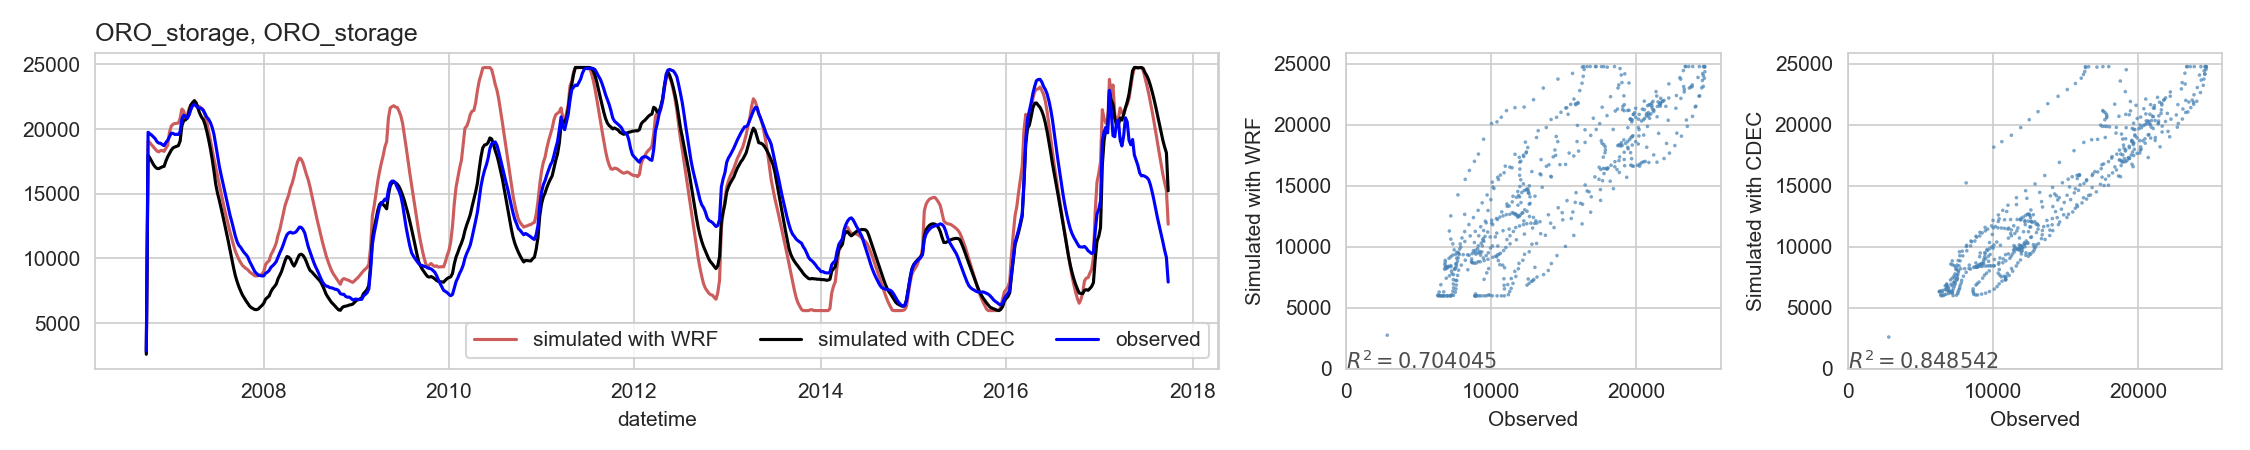 ORO_storage, ORO_storage
25000
20000
15000
10000
5000
simulated with WRF
simulated with CDEC
observed
2008
2010
2012
2014
2016
2018
datetime
Simulated with WRF
25000
20000
15000
10000
5000
0
R² = 0.704045
0
10000
20000
Observed
Simulated with CDEC
25000
20000
15000
10000
5000
0
R² = 0.848542
0
10000
20000
Observed